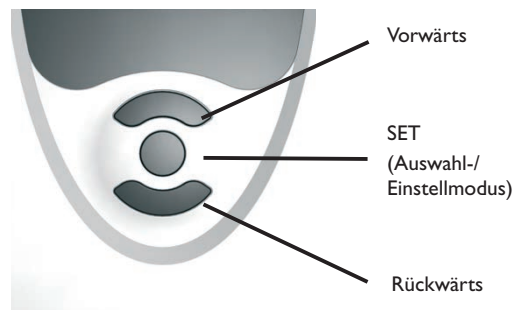 Vorwärts
SET
(Auswahl-/
Einstellmodus)
Rückwärts